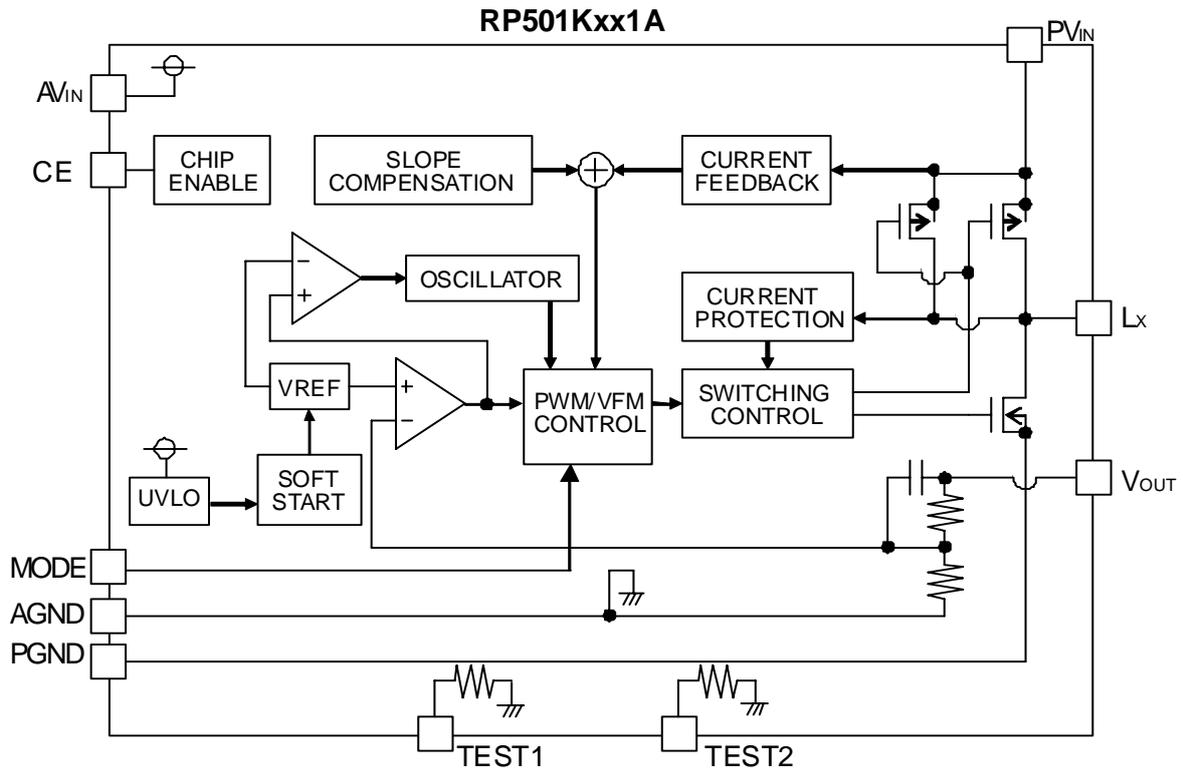 RP501Kxx1A
PVIN
AVIN
CE
CHIP
ENABLE
SLOPE
COMPENSATION
+
CURRENT
FEEDBACK
−
+
OSCILLATOR
CURRENT
PROTECTION
LX
VREF
+
−
PWM/VFM
CONTROL
SWITCHING
CONTROL
UVLO
SOFT
START
VOUT
MODE
AGND
PGND
TEST1
TEST2